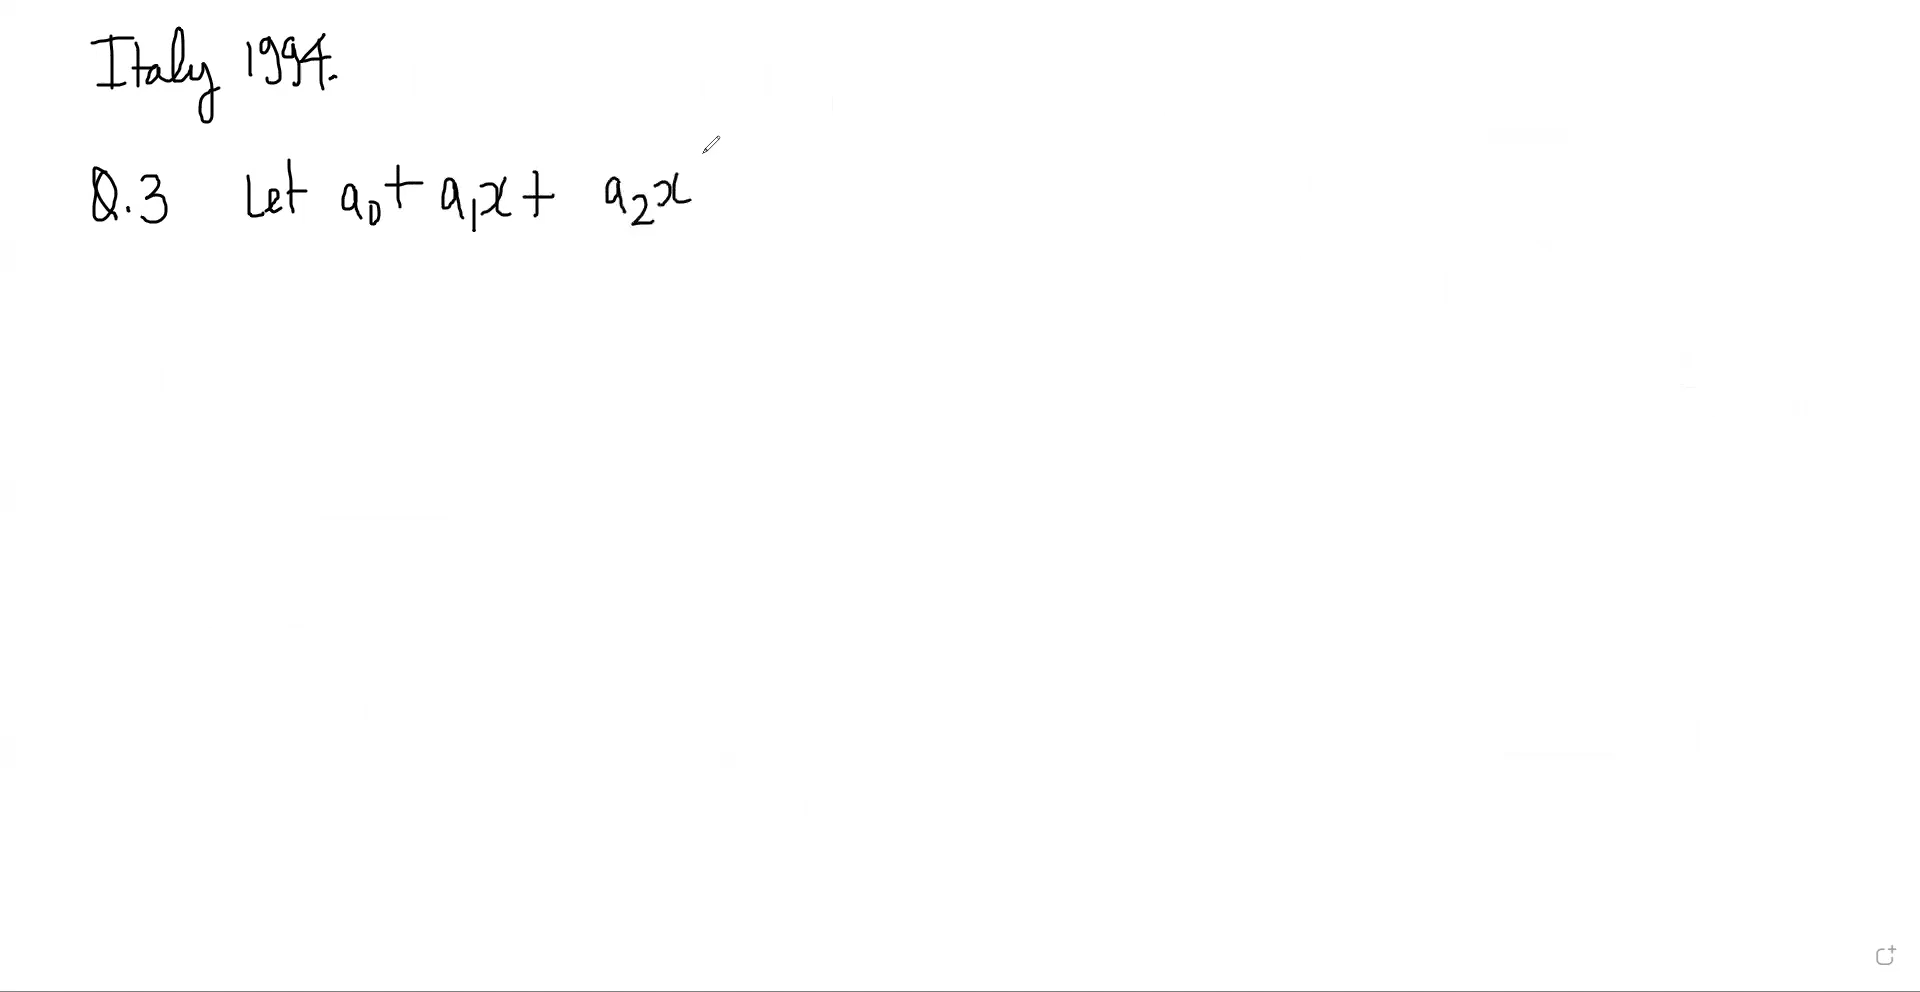 Italy 1994.
Q.3 Let a₀ + a₁x + a₂x